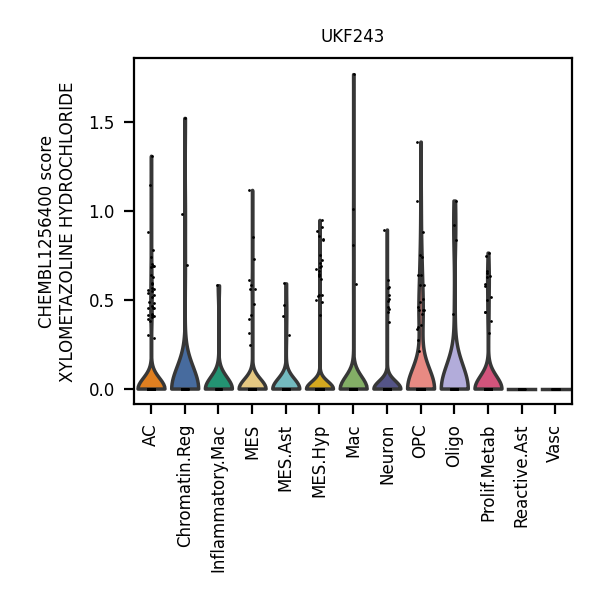 UKF243
CHEMBL1256400 score
XYLOMETAZOLINE HYDROCHLORIDE
1.5
1.0
0.5
0.0
AC
Chromatin.Reg
Inflammatory.Mac
MES
MES.Ast
MES.Hyp
Mac
Neuron
OPC
Oligo
Prolif.Metab
Reactive.Ast
Vasc